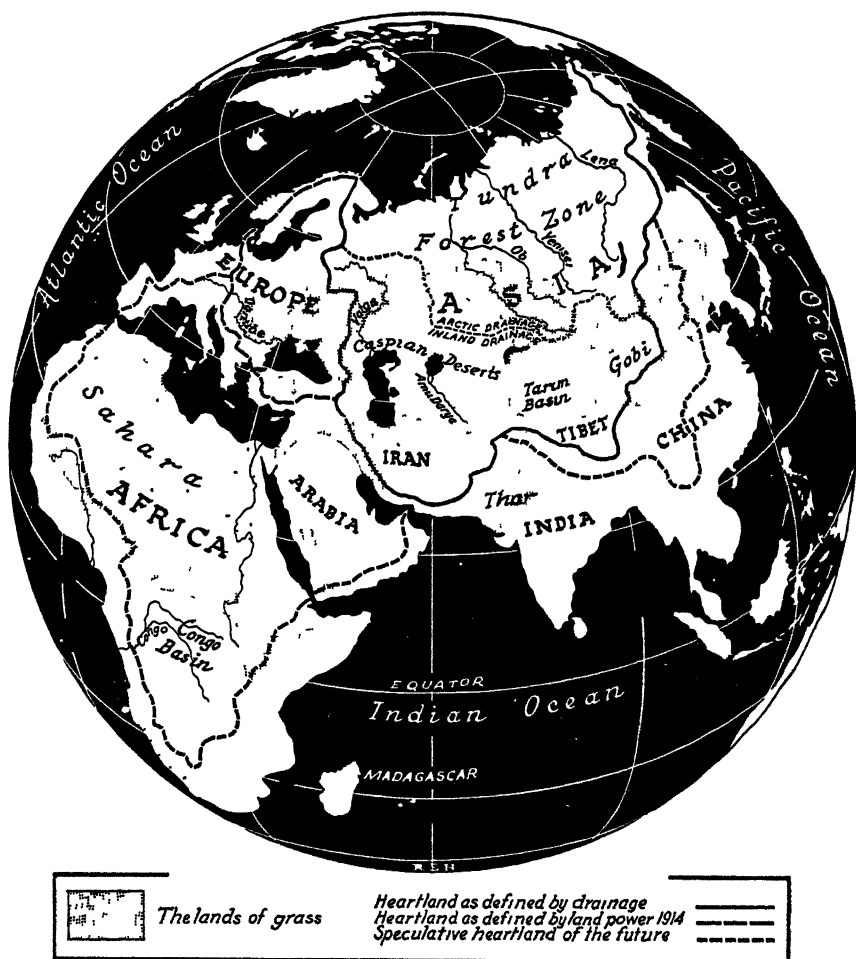 Atlantic Ocean
Pacific Ocean
Tundra
Lena
Forest Zone
Ob
Yenisei
EUROPE
ASIA
Danube
Volga
ARCTIC DRAINAGE
INLAND DRAINAGE
Caspian
Deserts
Amu Darya
Gobi
Tarim
Basin
TIBET
CHINA
IRAN
Sahara
ARABIA
Thar
INDIA
AFRICA
Congo
Congo
Basin
EQUATOR
Indian Ocean
MADAGASCAR
R.E.H
The lands of grass
Heartland as defined by drainage
Heartland as defined by land power 1914
Speculative heartland of the future